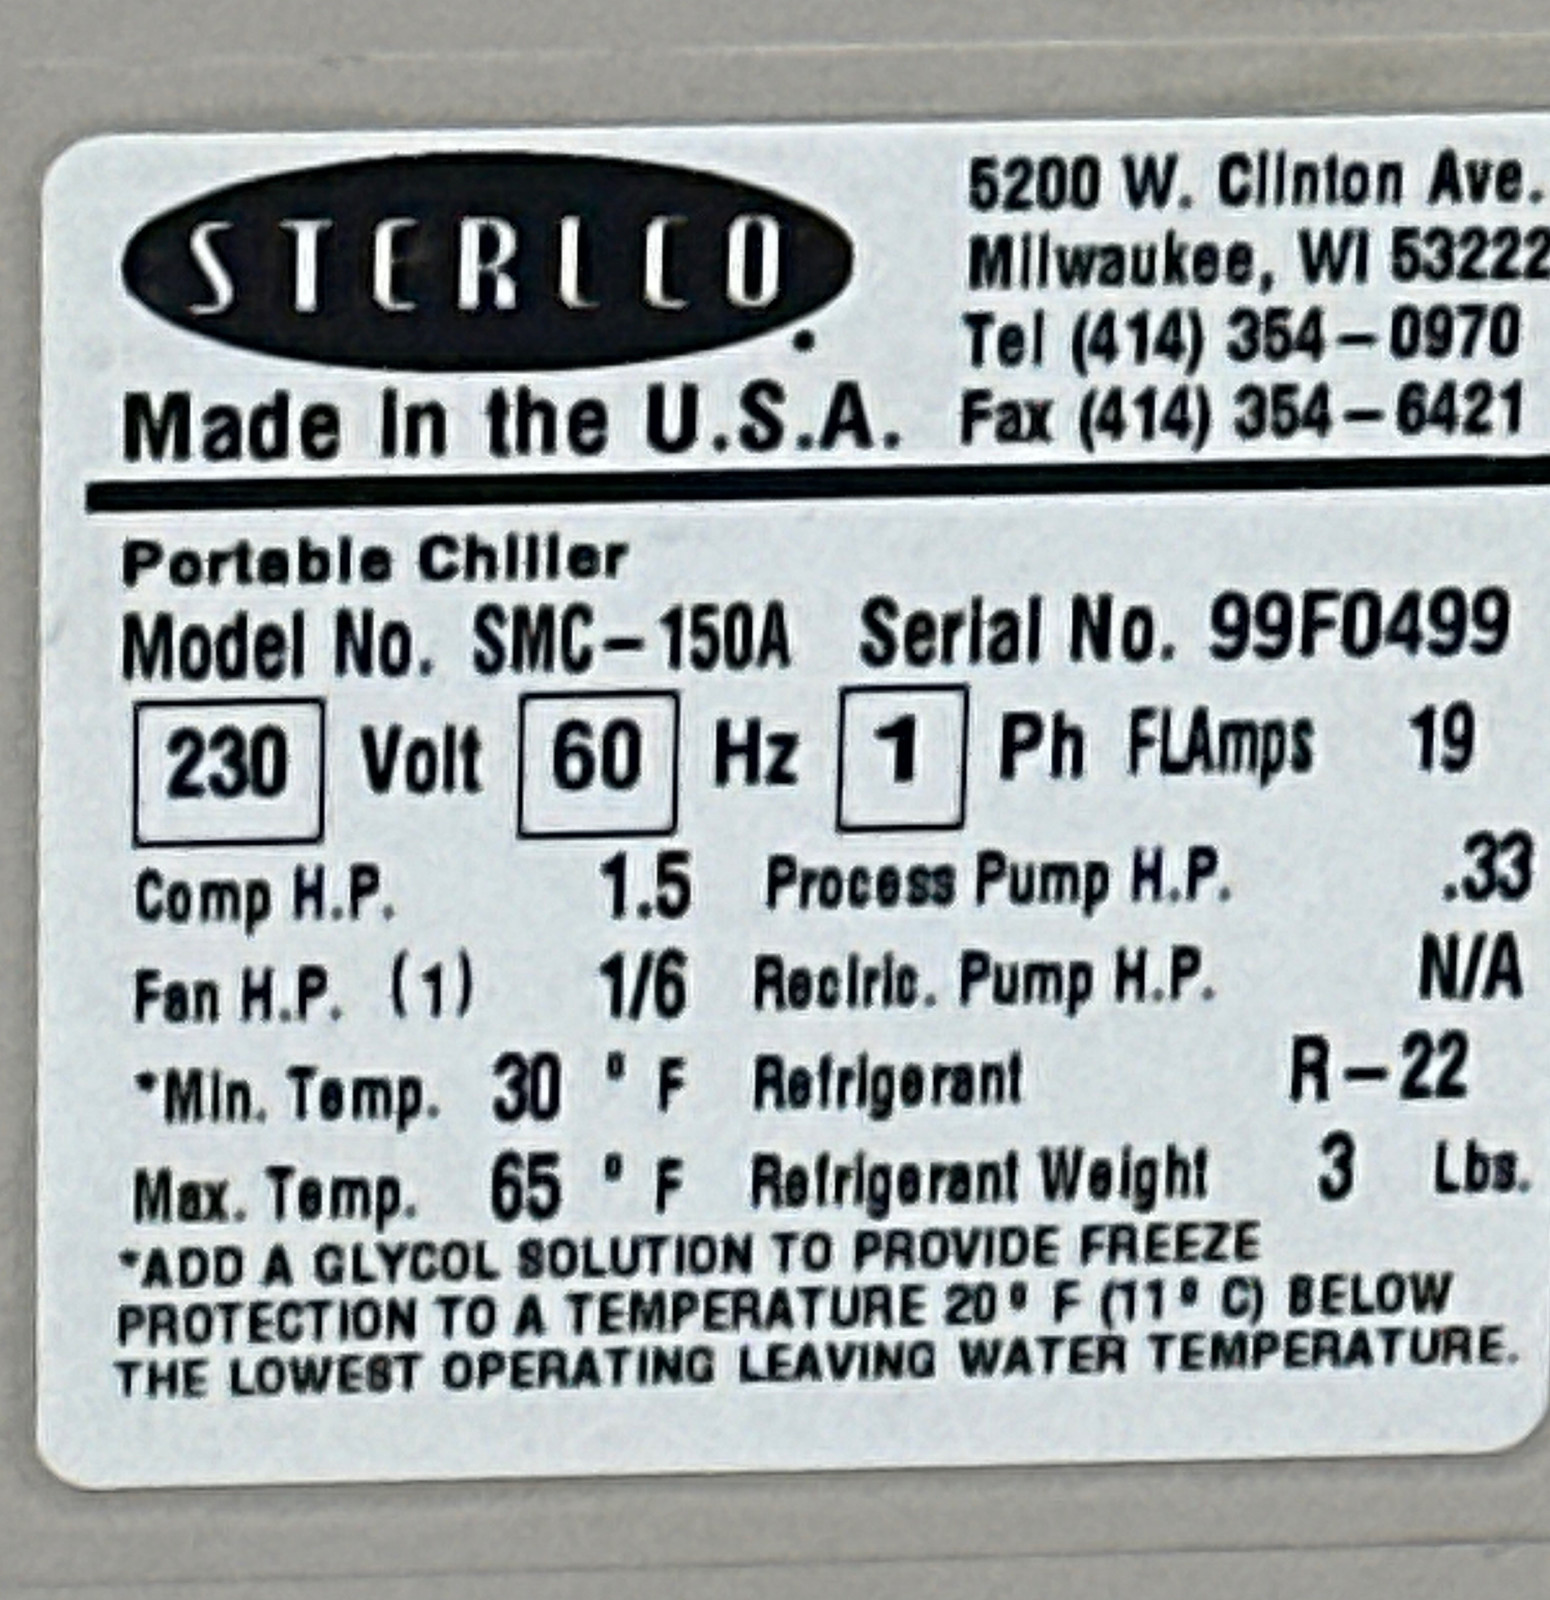 STERLCO
5200 W. Clinton Ave.
Milwaukee, WI 53222
Tel (414) 354-0970
Fax (414) 354-6421
Made in the U.S.A.
Portable Chiller
Model No. SMC-150A Serial No. 99F0499
230 Volt 60 Hz 1 Ph FLAmps 19
Comp H.P. 1.5 Process Pump H.P. .33
Fan H.P. (1) 1/6 Reciric. Pump H.P. N/A
*Min. Temp. 30 º F Refrigerant R-22
Max. Temp. 65 º F Refrigerant Weight 3 Lbs.
*ADD A GLYCOL SOLUTION TO PROVIDE FREEZE
PROTECTION TO A TEMPERATURE 20º F (11º C) BELOW
THE LOWEST OPERATING LEAVING WATER TEMPERATURE.